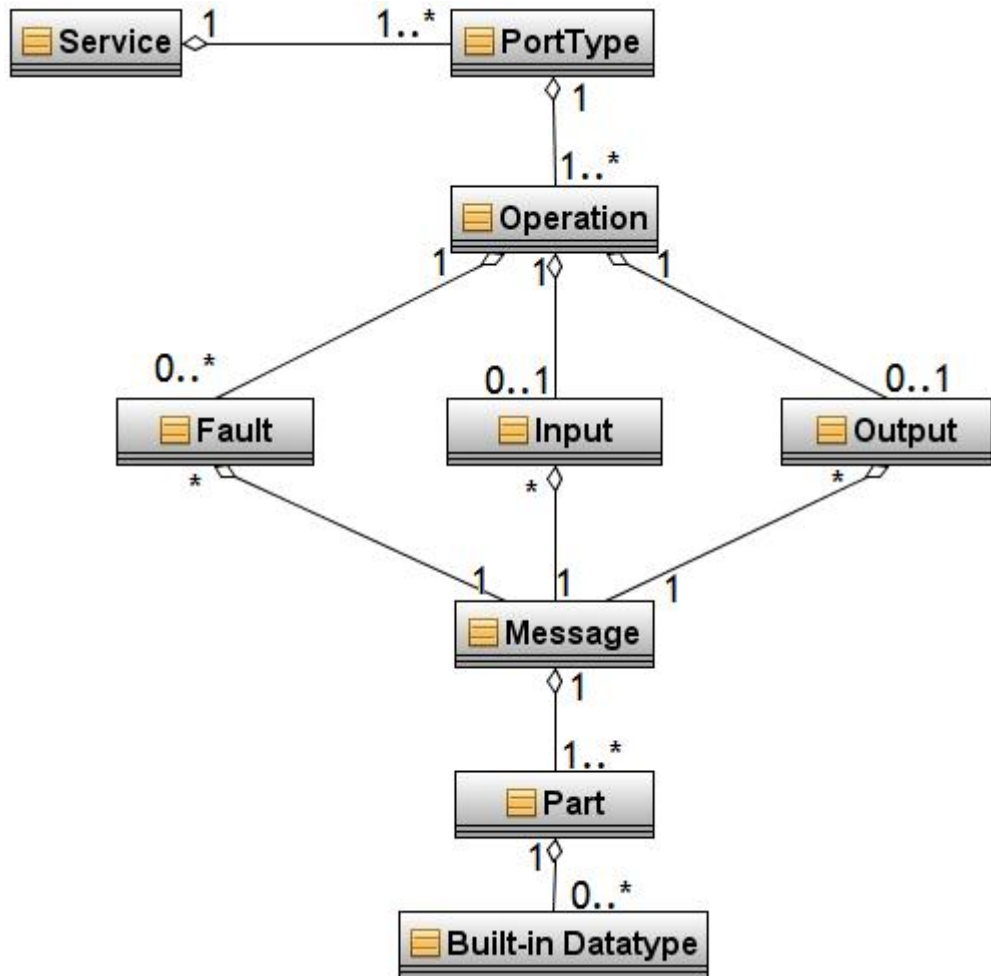 Service 1 1..* PortType
1
1..*
Operation
1 1 1
0..* 0..1 0..1
Fault Input Output
* * *
1 1 1
Message
1
1..*
Part
1
0..*
Built-in Datatype